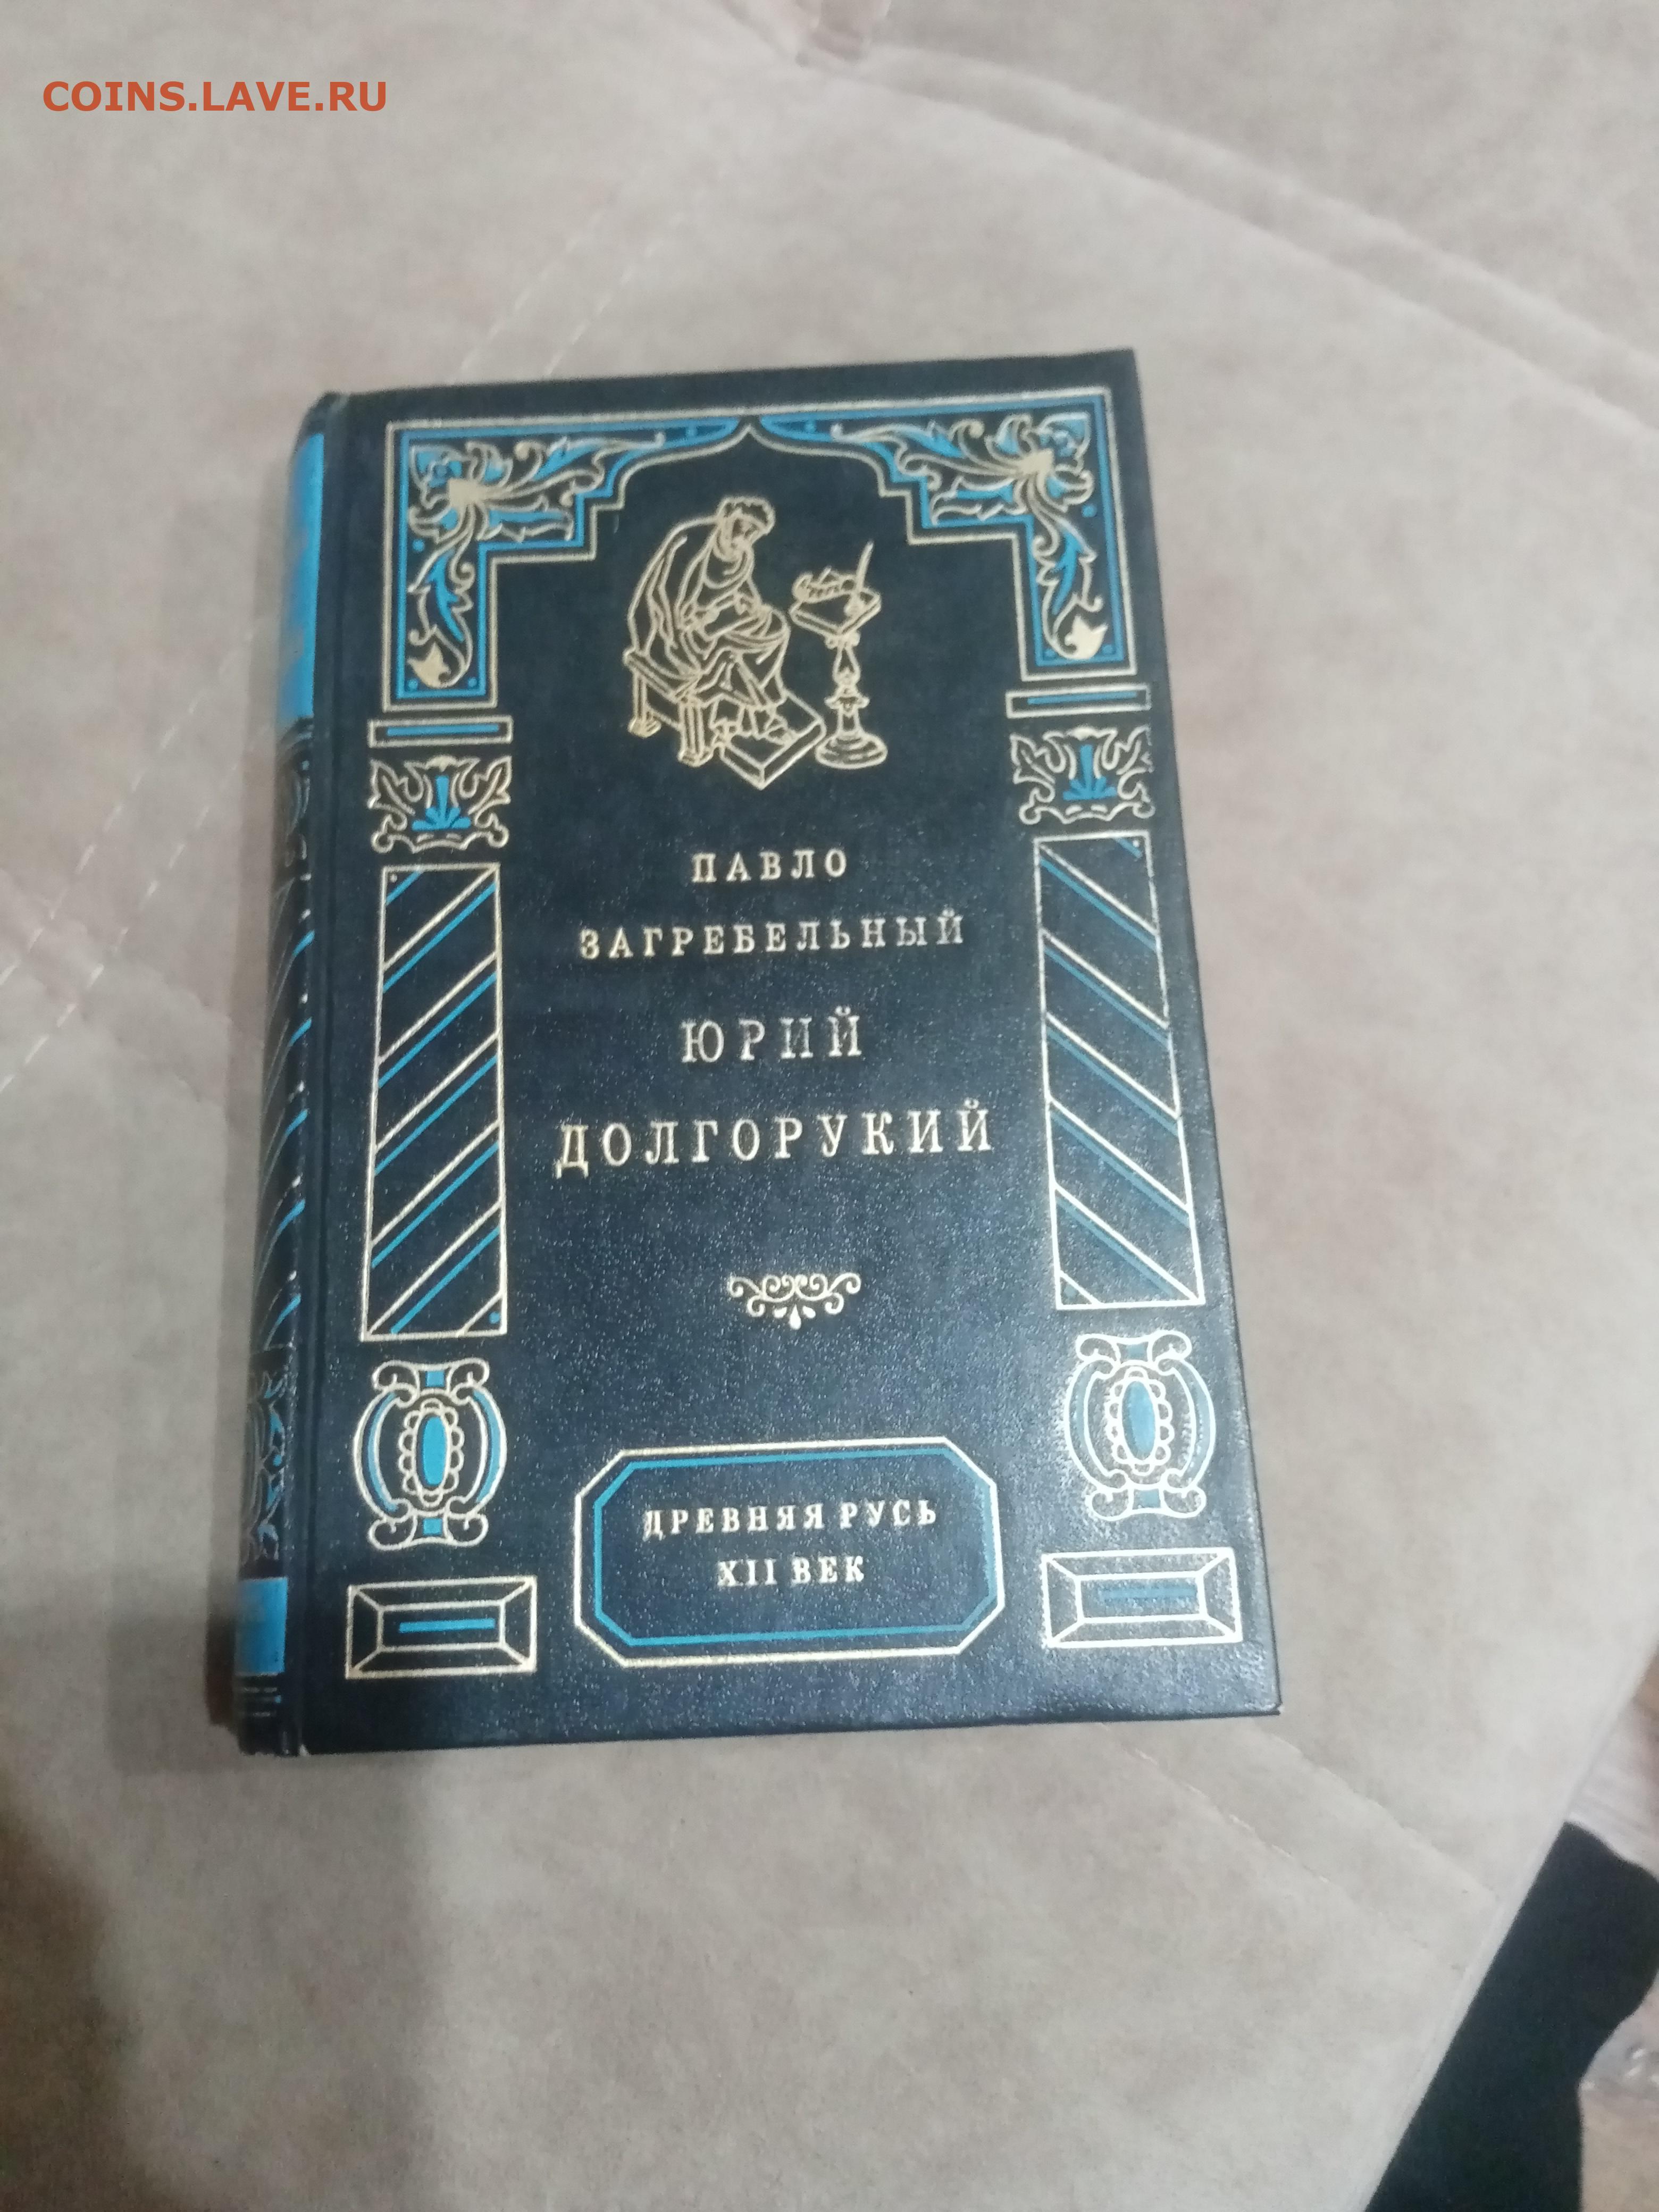 COINS.LAVE.RU
ПАВЛО
ЗАГРЕБЕЛЬНЫЙ
ЮРИЙ
ДОЛГОРУКИЙ
ДРЕВНЯЯ РУСЬ
XII ВЕК